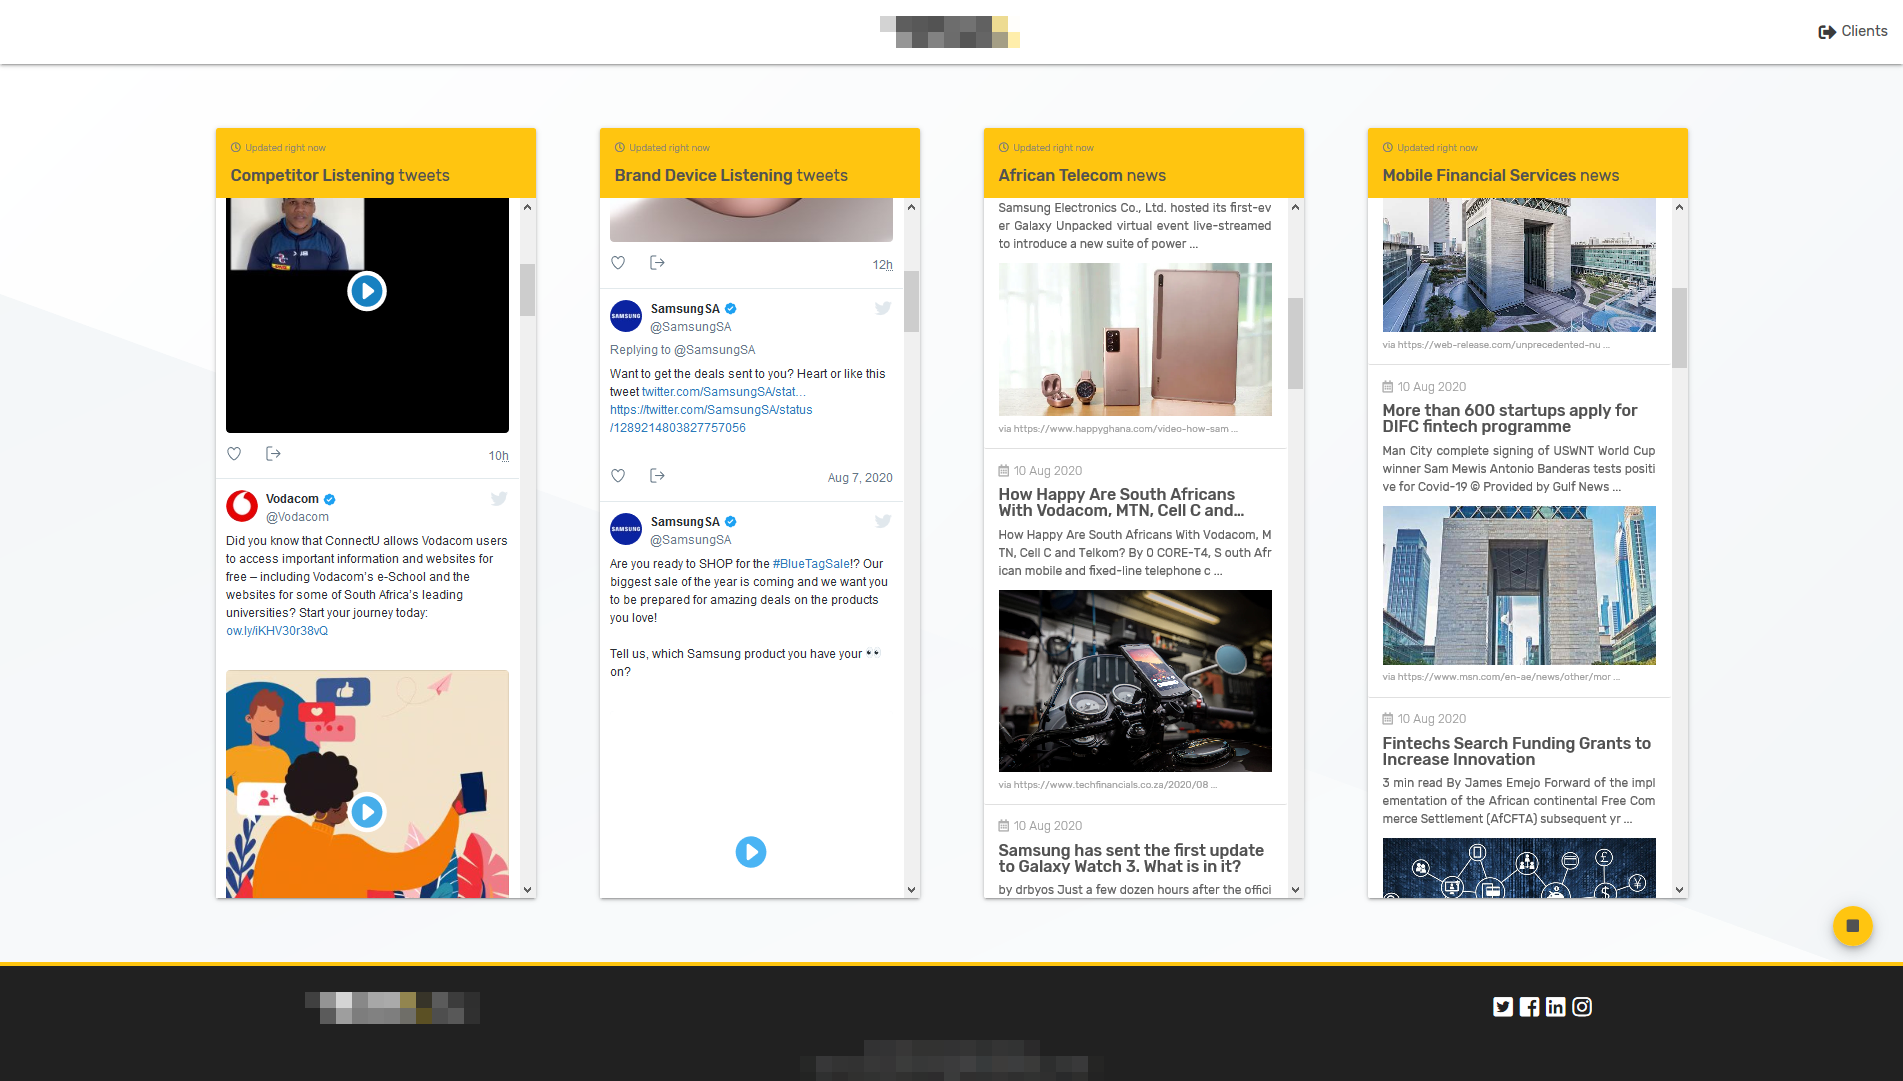 Clients
Updated right now
Competitor Listening tweets
10h
Vodacom
@Vodacom
Did you know that ConnectU allows Vodacom users
to access important information and websites for
free – including Vodacom's e-School and the
websites for some of South Africa's leading
universities? Start your journey today:
ow.ly/iKHV30r38vQ
Updated right now
Brand Device Listening tweets
12h
SAMSUNG
SamsungSA
@SamsungSA
Replying to @SamsungSA
Want to get the deals sent to you? Heart or like this
tweet twitter.com/SamsungSA/stat…
https://twitter.com/SamsungSA/status
/1289214803827757056
Aug 7, 2020
SAMSUNG
SamsungSA
@SamsungSA
Are you ready to SHOP for the #BlueTagSale!? Our
biggest sale of the year is coming and we want you
to be prepared for amazing deals on the products
you love!
Tell us, which Samsung product you have your 👀
on?
Updated right now
African Telecom news
Samsung Electronics Co., Ltd. hosted its first-ev
er Galaxy Unpacked virtual event live-streamed
to introduce a new suite of power ...
via https://www.happyghana.com/video-how-sam ...
10 Aug 2020
How Happy Are South Africans
With Vodacom, MTN, Cell C and...
How Happy Are South Africans With Vodacom, M
TN, Cell C and Telkom? By 0 CORE-T4, S outh Afr
ican mobile and fixed-line telephone c ...
via https://www.techfinancials.co.za/2020/08 ...
10 Aug 2020
Samsung has sent the first update
to Galaxy Watch 3. What is in it?
by drbyos Just a few dozen hours after the offici
Updated right now
Mobile Financial Services news
via https://web-release.com/unprecedented-nu ...
10 Aug 2020
More than 600 startups apply for
DIFC fintech programme
Man City complete signing of USWNT World Cup
winner Sam Mewis Antonio Banderas tests positi
ve for Covid-19 © Provided by Gulf News ...
via https://www.msn.com/en-ae/news/other/mor ...
10 Aug 2020
Fintechs Search Funding Grants to
Increase Innovation
3 min read By James Emejo Forward of the impl
ementation of the African continental Free Com
merce Settlement (AfCFTA) subsequent yr ...